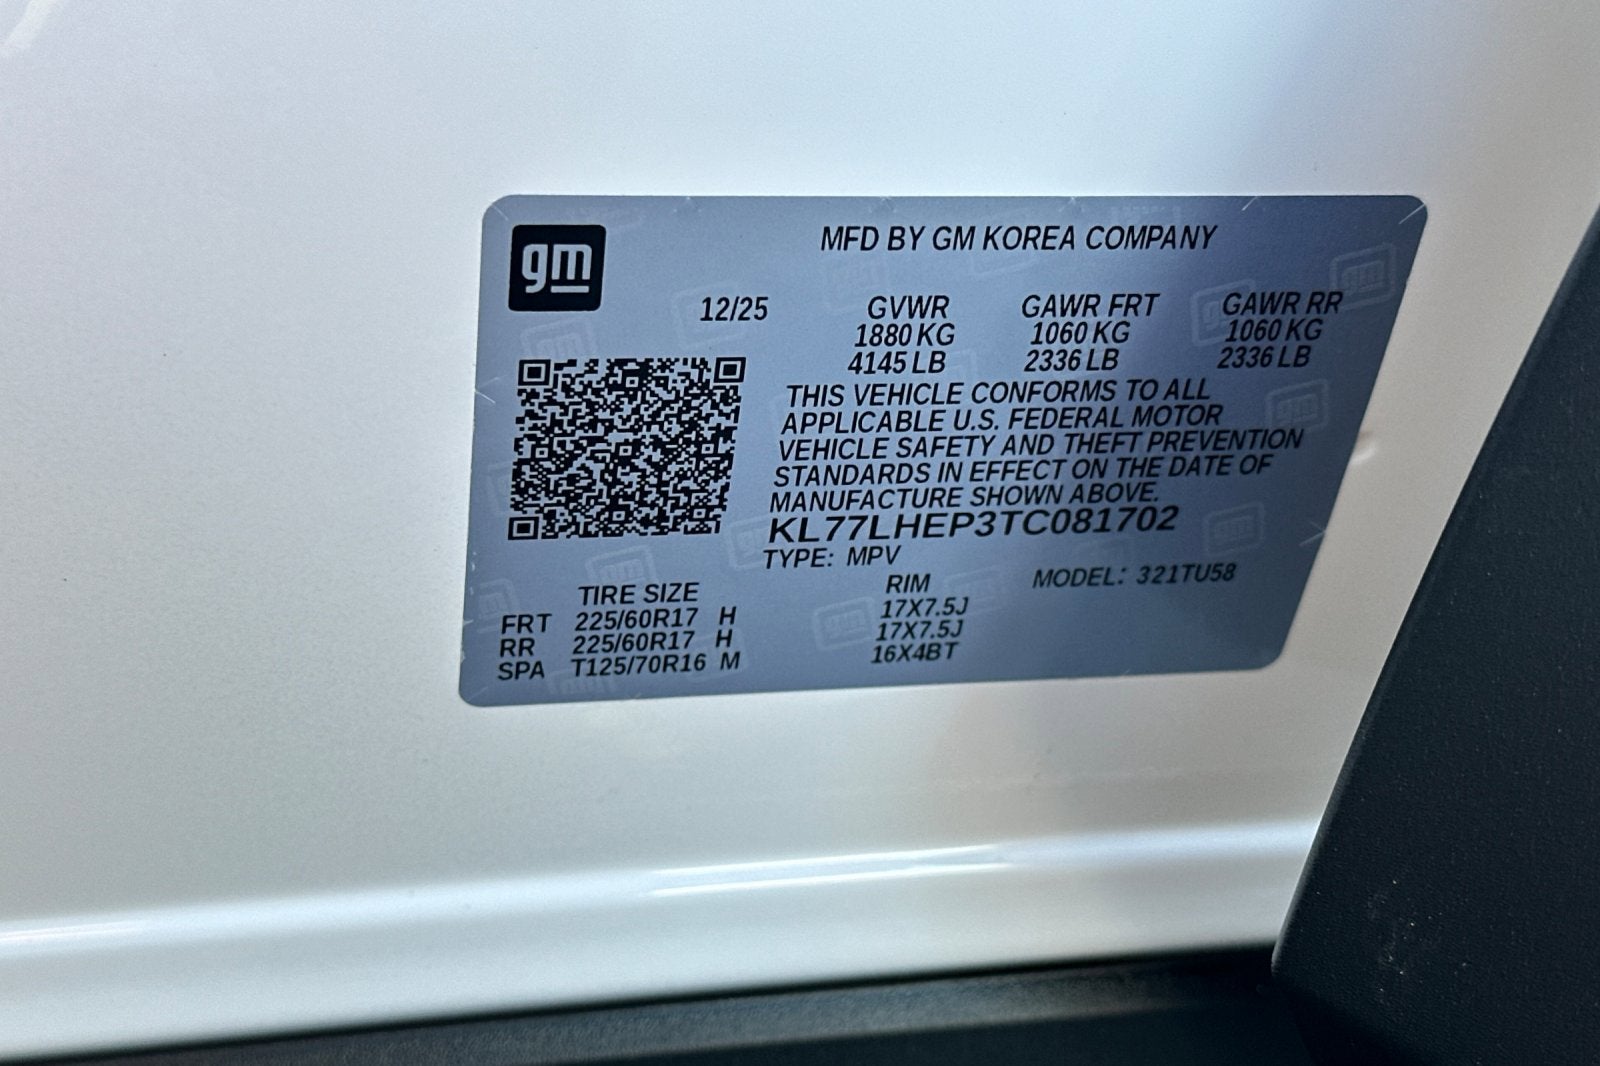 gm
MFD BY GM KOREA COMPANY
12/25 GVWR GAWR FRT GAWR RR
1880 KG 1060 KG 1060 KG
4145 LB 2336 LB 2336 LB
THIS VEHICLE CONFORMS TO ALL
APPLICABLE U.S. FEDERAL MOTOR
VEHICLE SAFETY AND THEFT PREVENTION
STANDARDS IN EFFECT ON THE DATE OF
MANUFACTURE SHOWN ABOVE.
KL77LHEP3TC081702
TYPE: MPV
MODEL: 321TU58
TIRE SIZE RIM
FRT 225/60R17 H 17X7.5J
RR 225/60R17 H 17X7.5J
SPA T125/70R16 M 16X4BT